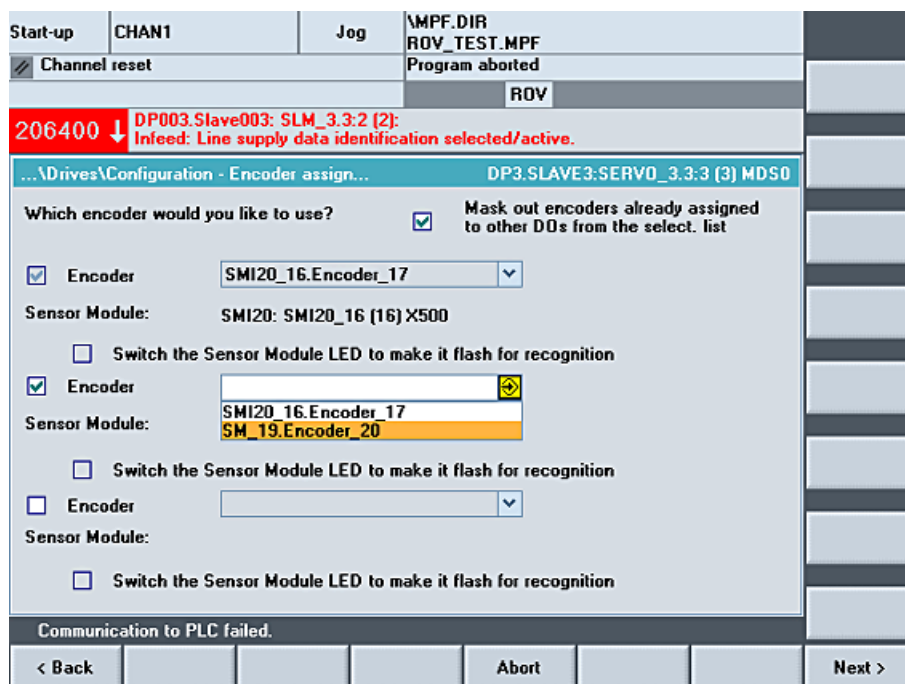 Start-up CHAN1 Jog \MPF.DIR
ROV_TEST.MPF
Channel reset Program aborted
ROV
206400 DP003.Slave003: SLM_3.3:2 (2):
Infeed: Line supply data identification selected/active.
...\Drives\Configuration - Encoder assign... DP3.SLAVE3:SERVO_3.3:3 (3) MDS0
Which encoder would you like to use? Mask out encoders already assigned
to other DOs from the select. list
Encoder SMI20_16.Encoder_17
Sensor Module: SMI20: SMI20_16 (16) X500
Switch the Sensor Module LED to make it flash for recognition
Encoder
SMI20_16.Encoder_17
Sensor Module: SM_19.Encoder_20
Switch the Sensor Module LED to make it flash for recognition
Encoder
Sensor Module:
Switch the Sensor Module LED to make it flash for recognition
Communication to PLC failed.
< Back Abort Next >